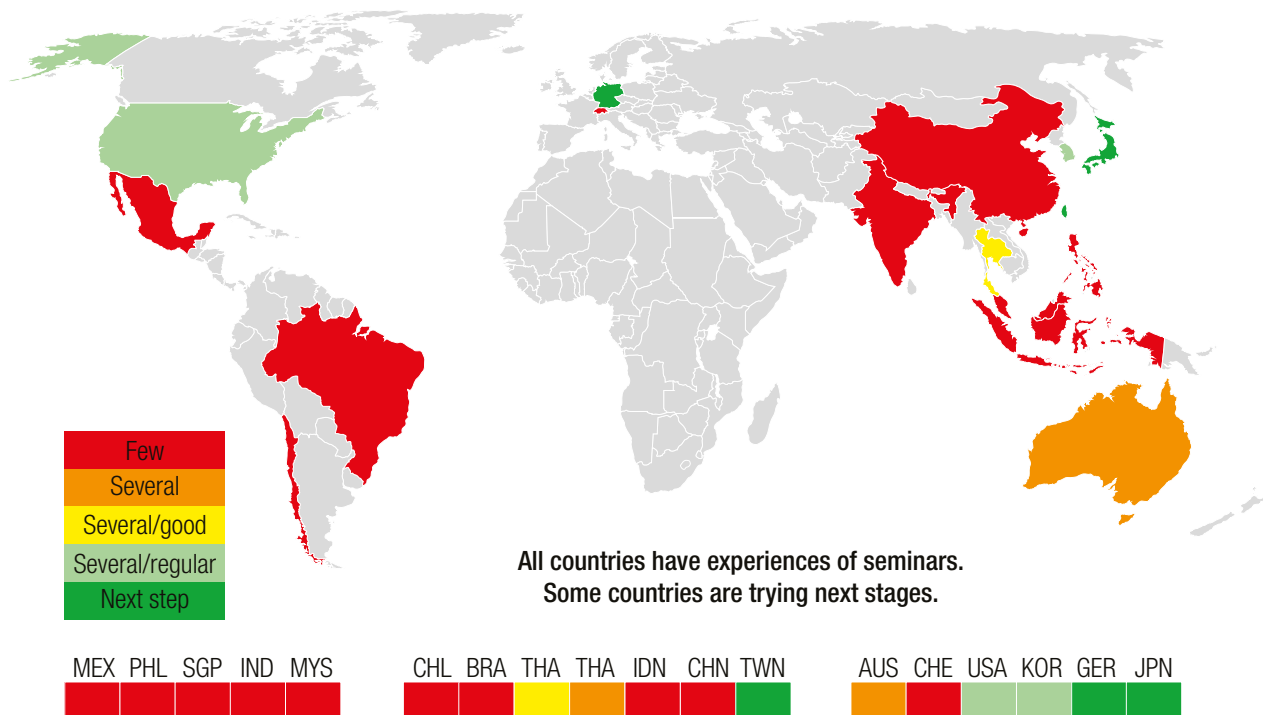 Few
Several
Several/good
Several/regular
Next step
All countries have experiences of seminars.
Some countries are trying next stages.
MEX PHL SGP IND MYS
CHL BRA THA THA IDN CHN TWN
AUS CHE USA KOR GER JPN